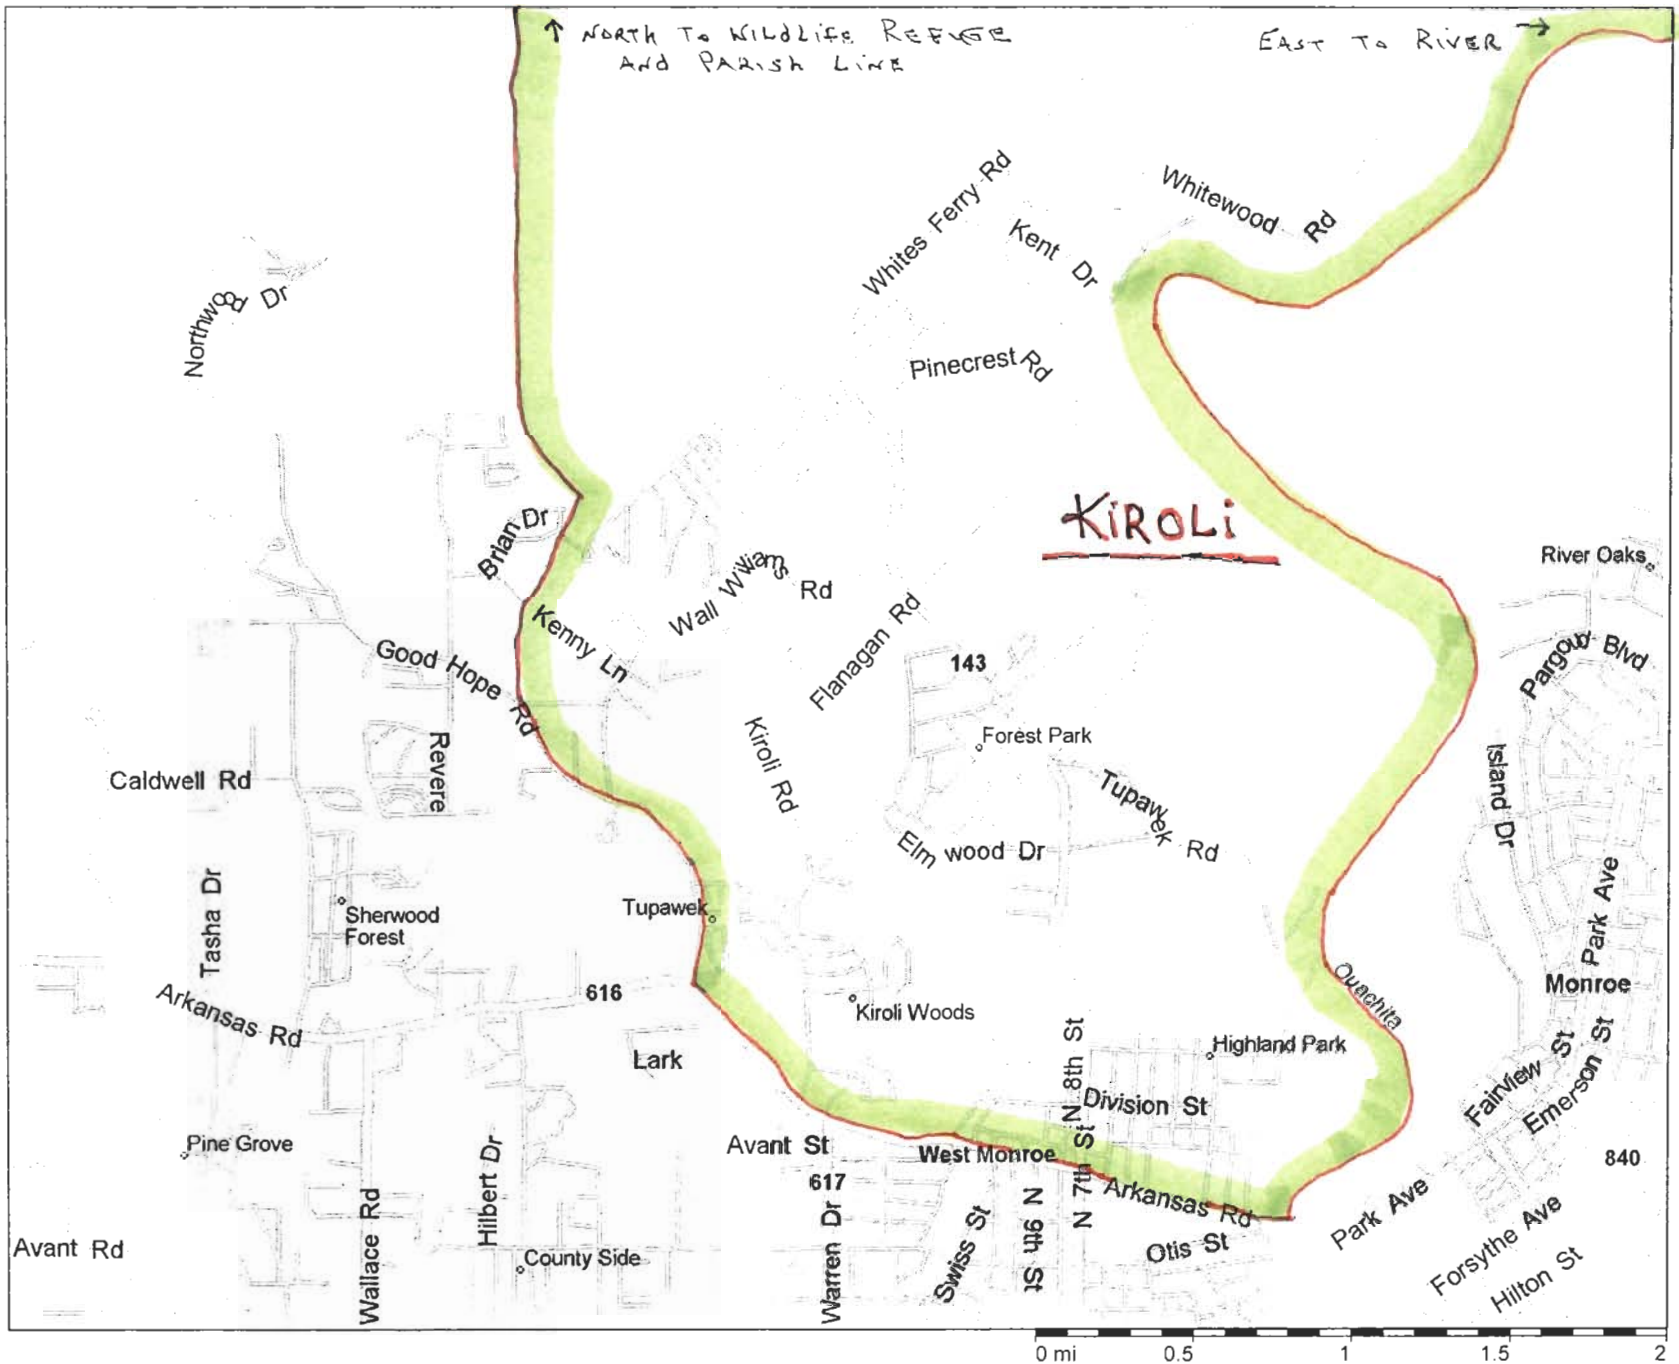 ↑ NORTH TO WILDLIFE REFUGE
AND PARISH LINE
EAST TO RIVER →
Whitewood Rd
Whites Ferry Rd
Kent Dr
Northwood Dr
Pinecrest Rd
KiROLi
Brian Dr
River Oaks
Wall Williams Rd
Kenny Ln
Flanagan Rd
Good Hope Rd
143
Pargoud Blvd
Forest Park
Kiroli Rd
Revere
Caldwell Rd
Tupawek Rd
Island Dr
Elmwood Dr
Tasha Dr
Sherwood
Forest
Tupawek
Park Ave
Ouachita
Monroe
616
Arkansas Rd
Kiroli Woods
N 8th St
Highland Park
Fairview St
Emerson St
Lark
Division St
Pine Grove
Avant St
West Monroe
N 7th St
840
617
Arkansas Rd
Park Ave
Wallace Rd
Hilbert Dr
Warren Dr
Swiss St
N 9th St
Otis St
Forsythe Ave
Hilton St
Avant Rd
County Side
0 mi 0.5 1 1.5 2